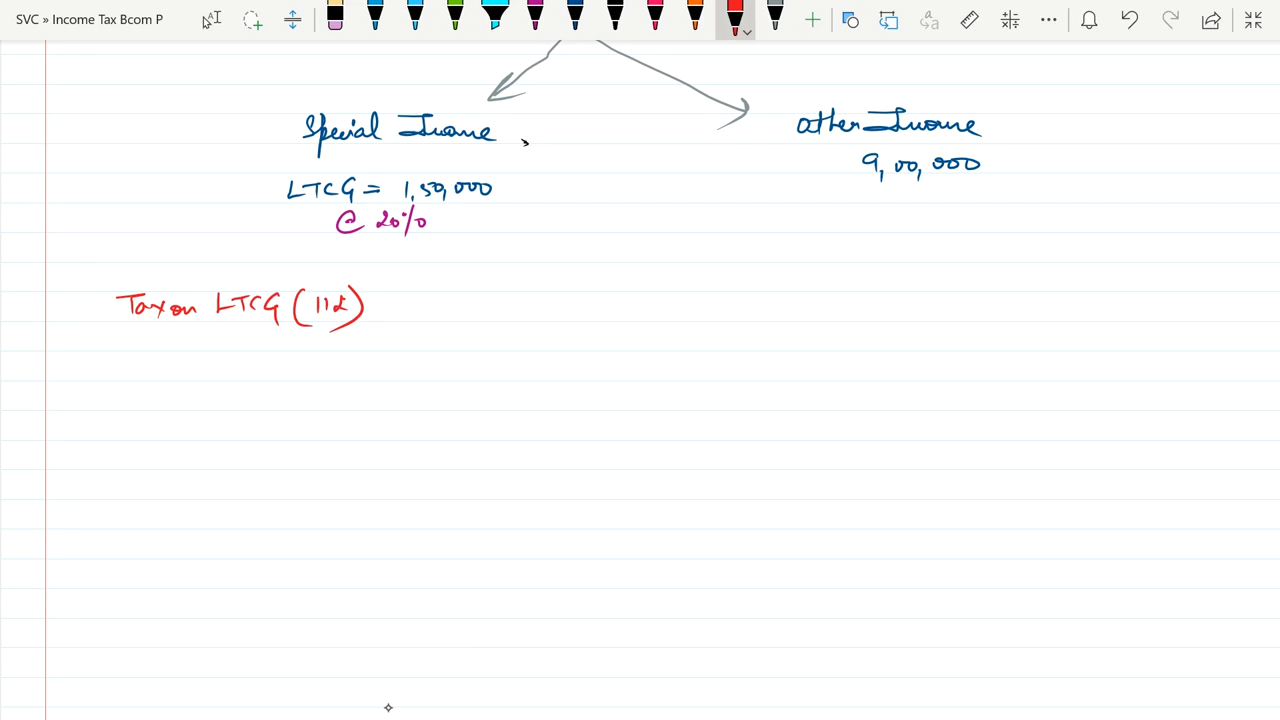 SVC » Income Tax Bcom P
Special Income
Other Income
9,00,000
LTCG = 1,50,000
@ 20%
Tax on LTCG (112)